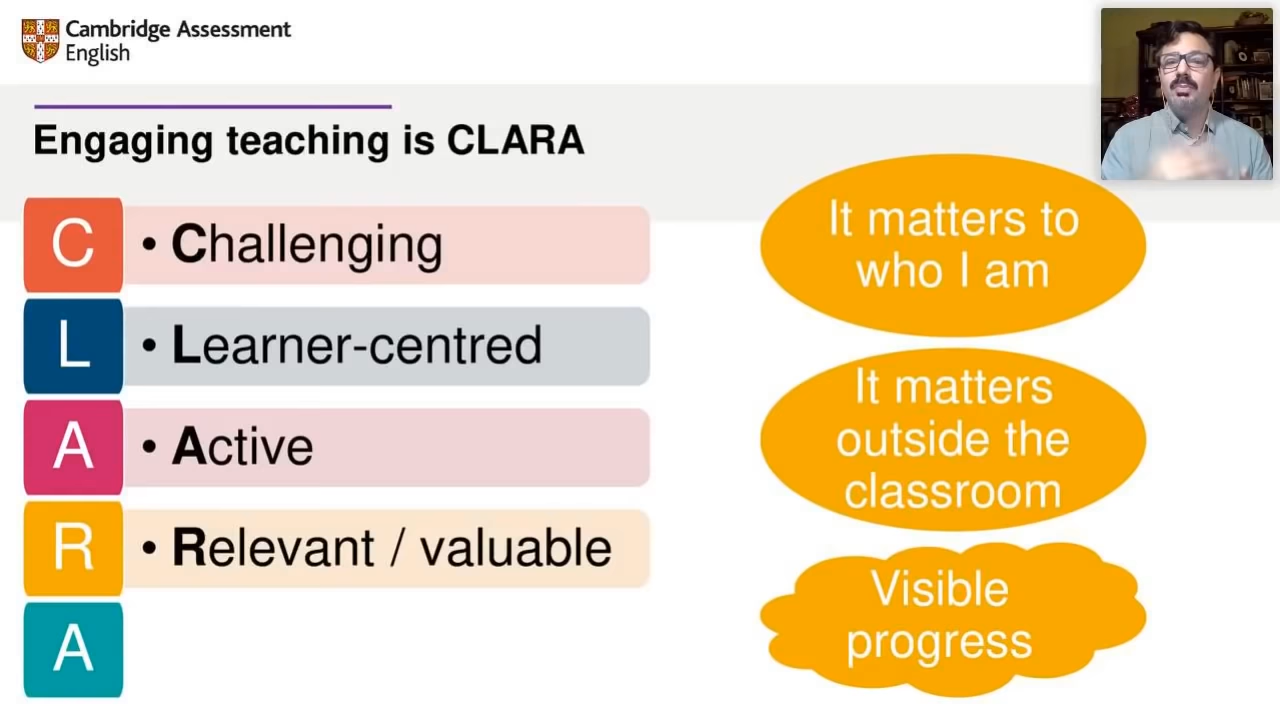 Cambridge Assessment
English
Engaging teaching is CLARA
C
• Challenging
L
• Learner-centred
A
• Active
R
• Relevant / valuable
A
It matters to
who I am
It matters
outside the
classroom
Visible
progress